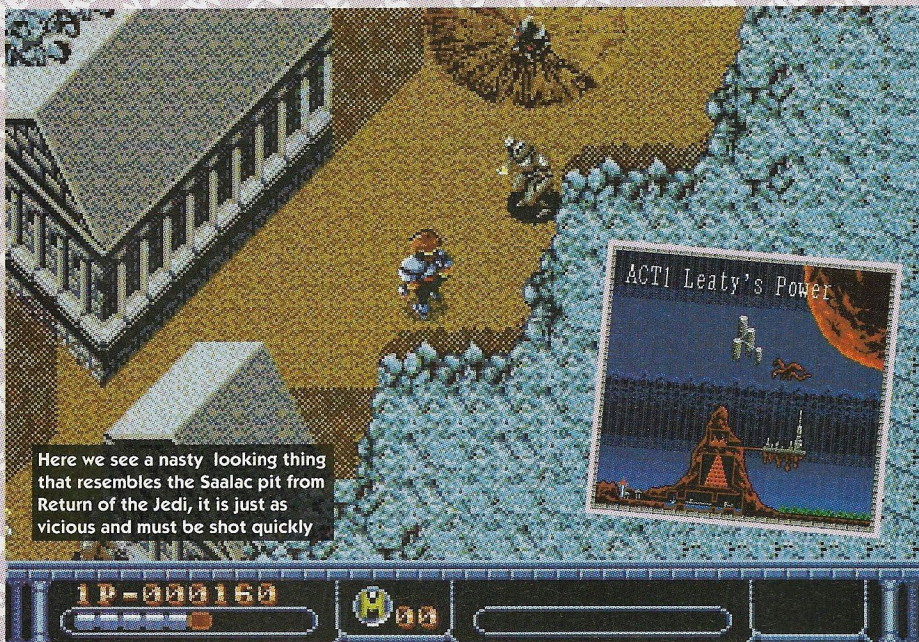 ACT1 Leaty's Power
Here we see a nasty looking thing
that resembles the Saalac pit from
Return of the Jedi, it is just as
vicious and must be shot quickly
1P-000160
M 00